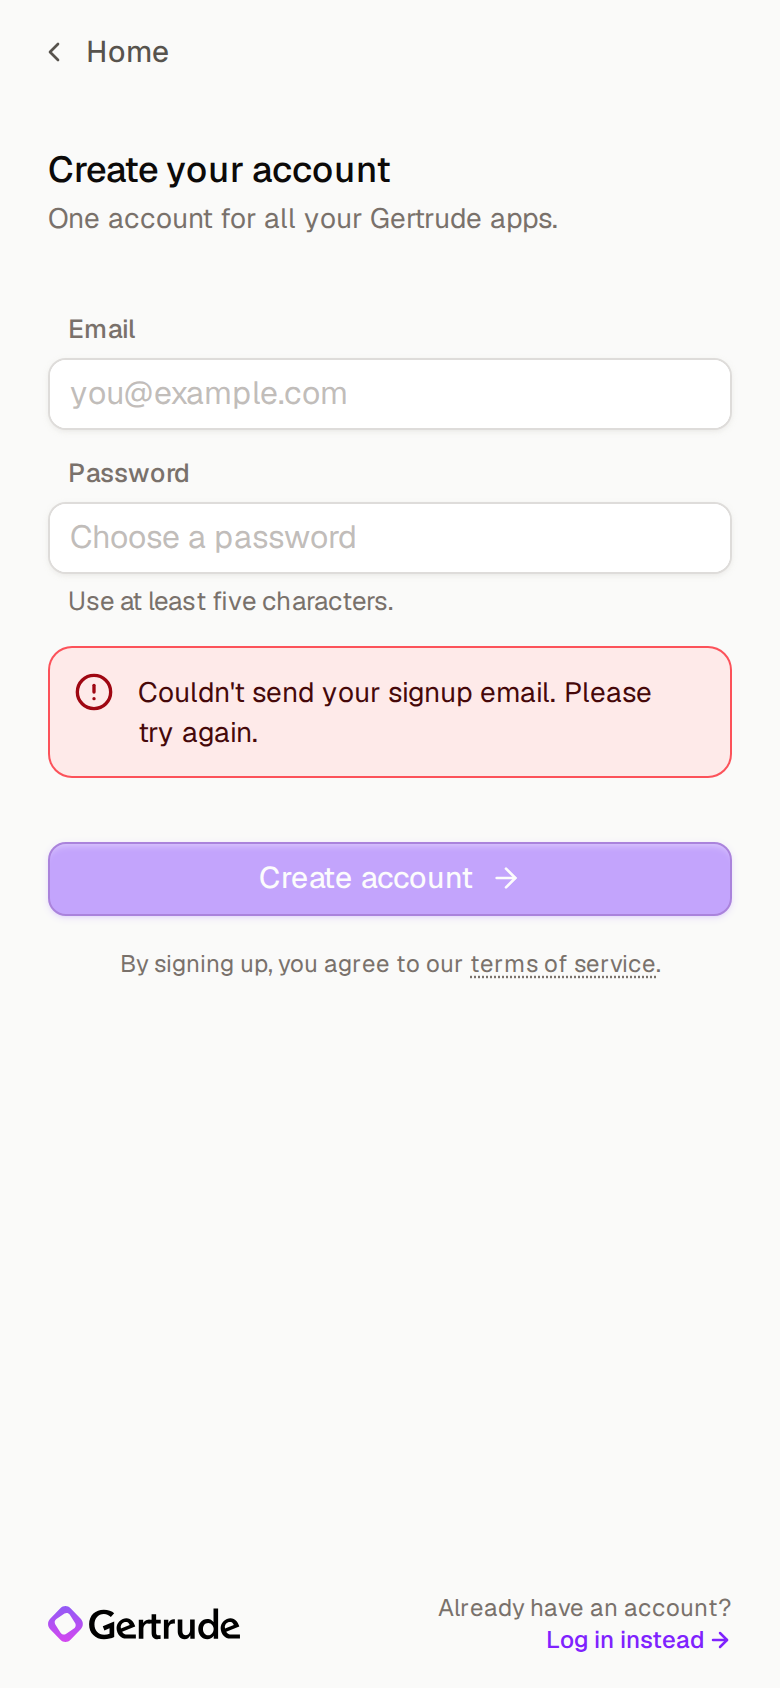 Home
Create your account
One account for all your Gertrude apps.
Email
you@example.com
Password
Choose a password
Use at least five characters.
Couldn't send your signup email. Please
try again.
Create account
By signing up, you agree to our terms of service.
Gertrude
Already have an account?
Log in instead